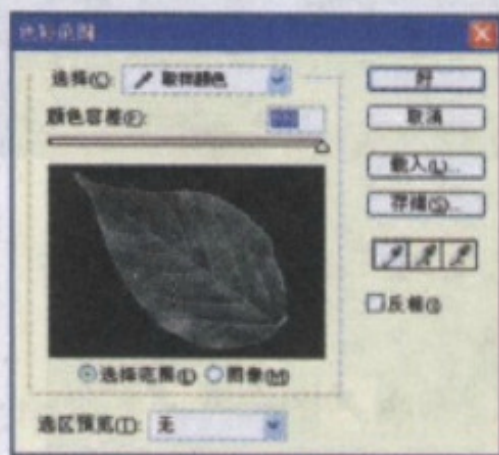 色彩范围
选择(C): 取样颜色
好
颜色容差(F):
取消
载入(L)...
存储(S)...
反相(I)
选择范围(E) 图像(M)
选区预览(T): 无